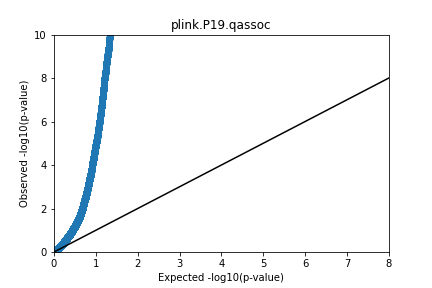 plink.P19.qassoc
Observed -log10(p-value)
10
8
6
4
2
0
0 1 2 3 4 5 6 7 8
Expected -log10(p-value)